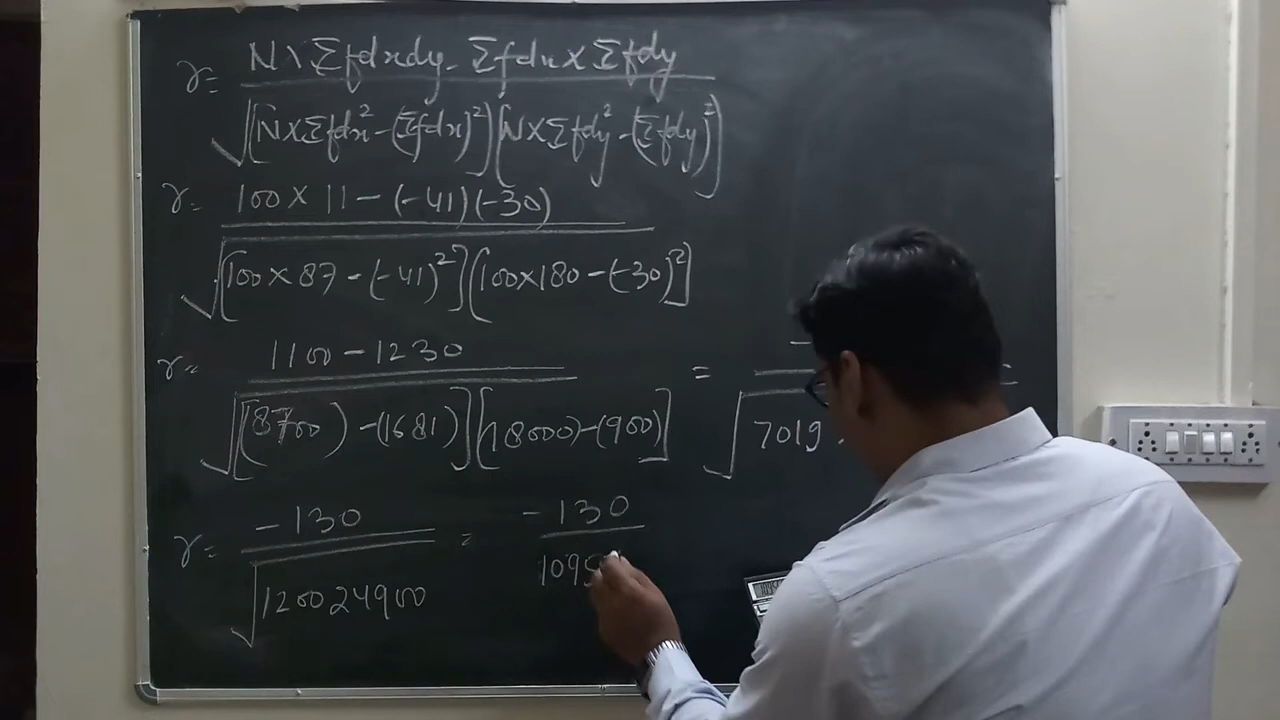 r = N × Σfdxdy - Σfdx × Σfdy
√[N×Σfdx² - (Σfdx)²][N×Σfdy² - (Σfdy)²]
r = 100 × 11 - (-41)(-30)
√[100×87 - (-41)²][100×180 - (-30)²]
r = 1100 - 1230 = - =
√[(8700) - (1681)][18000) - (900)] √7019
r = -130 = -130
√120024900 1095